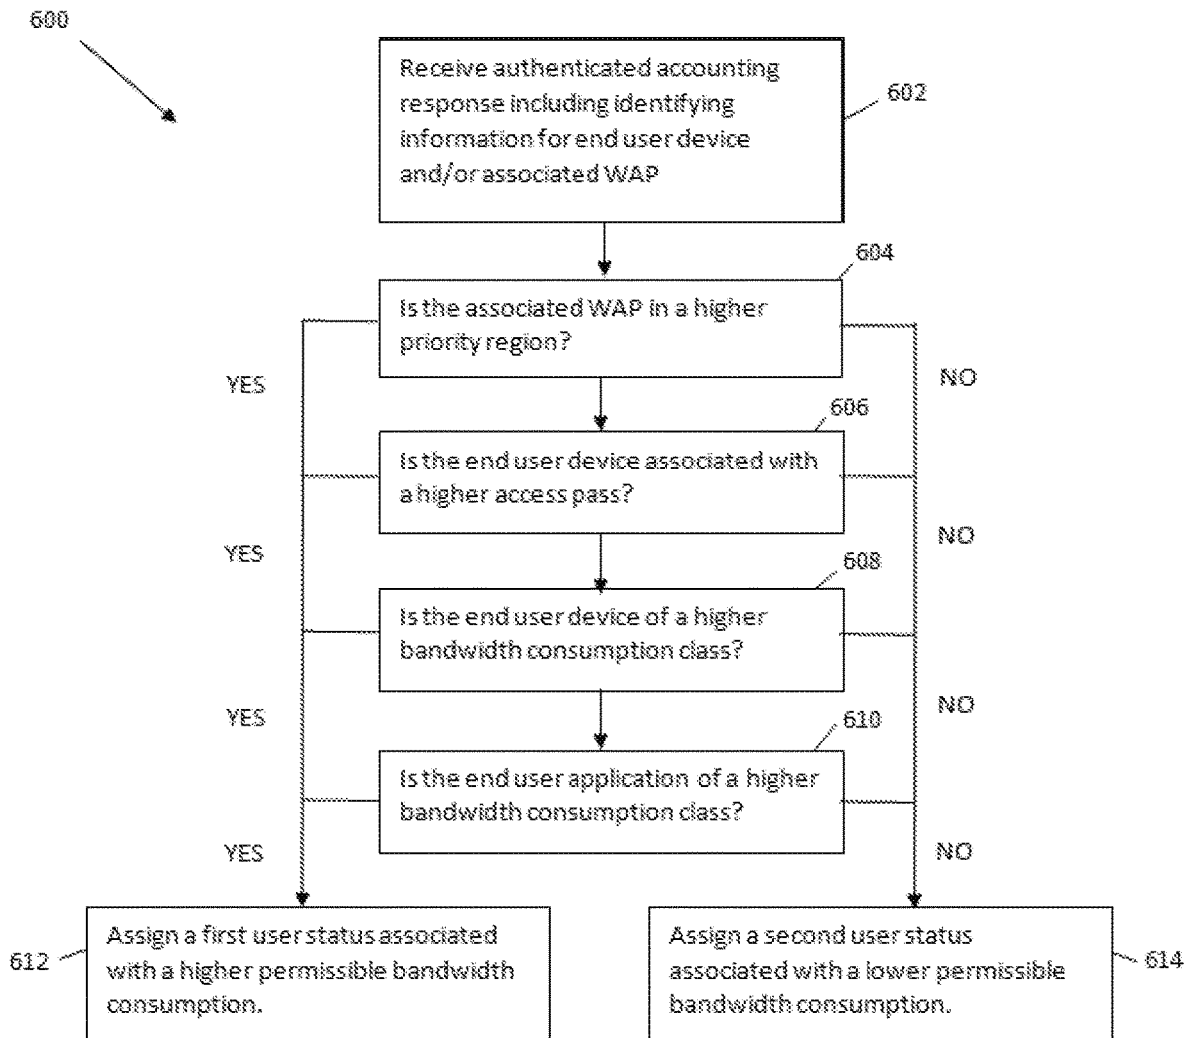 600
Receive authenticated accounting
response including identifying
information for end user device
and/or associated WAP
602
604
Is the associated WAP in a higher
priority region?
YES
NO
606
Is the end user device associated with
a higher access pass?
YES
NO
608
Is the end user device of a higher
bandwidth consumption class?
YES
NO
610
Is the end user application of a higher
bandwidth consumption class?
YES
NO
612
Assign a first user status associated
with a higher permissible bandwidth
consumption.
Assign a second user status
associated with a lower permissible
bandwidth consumption.
614